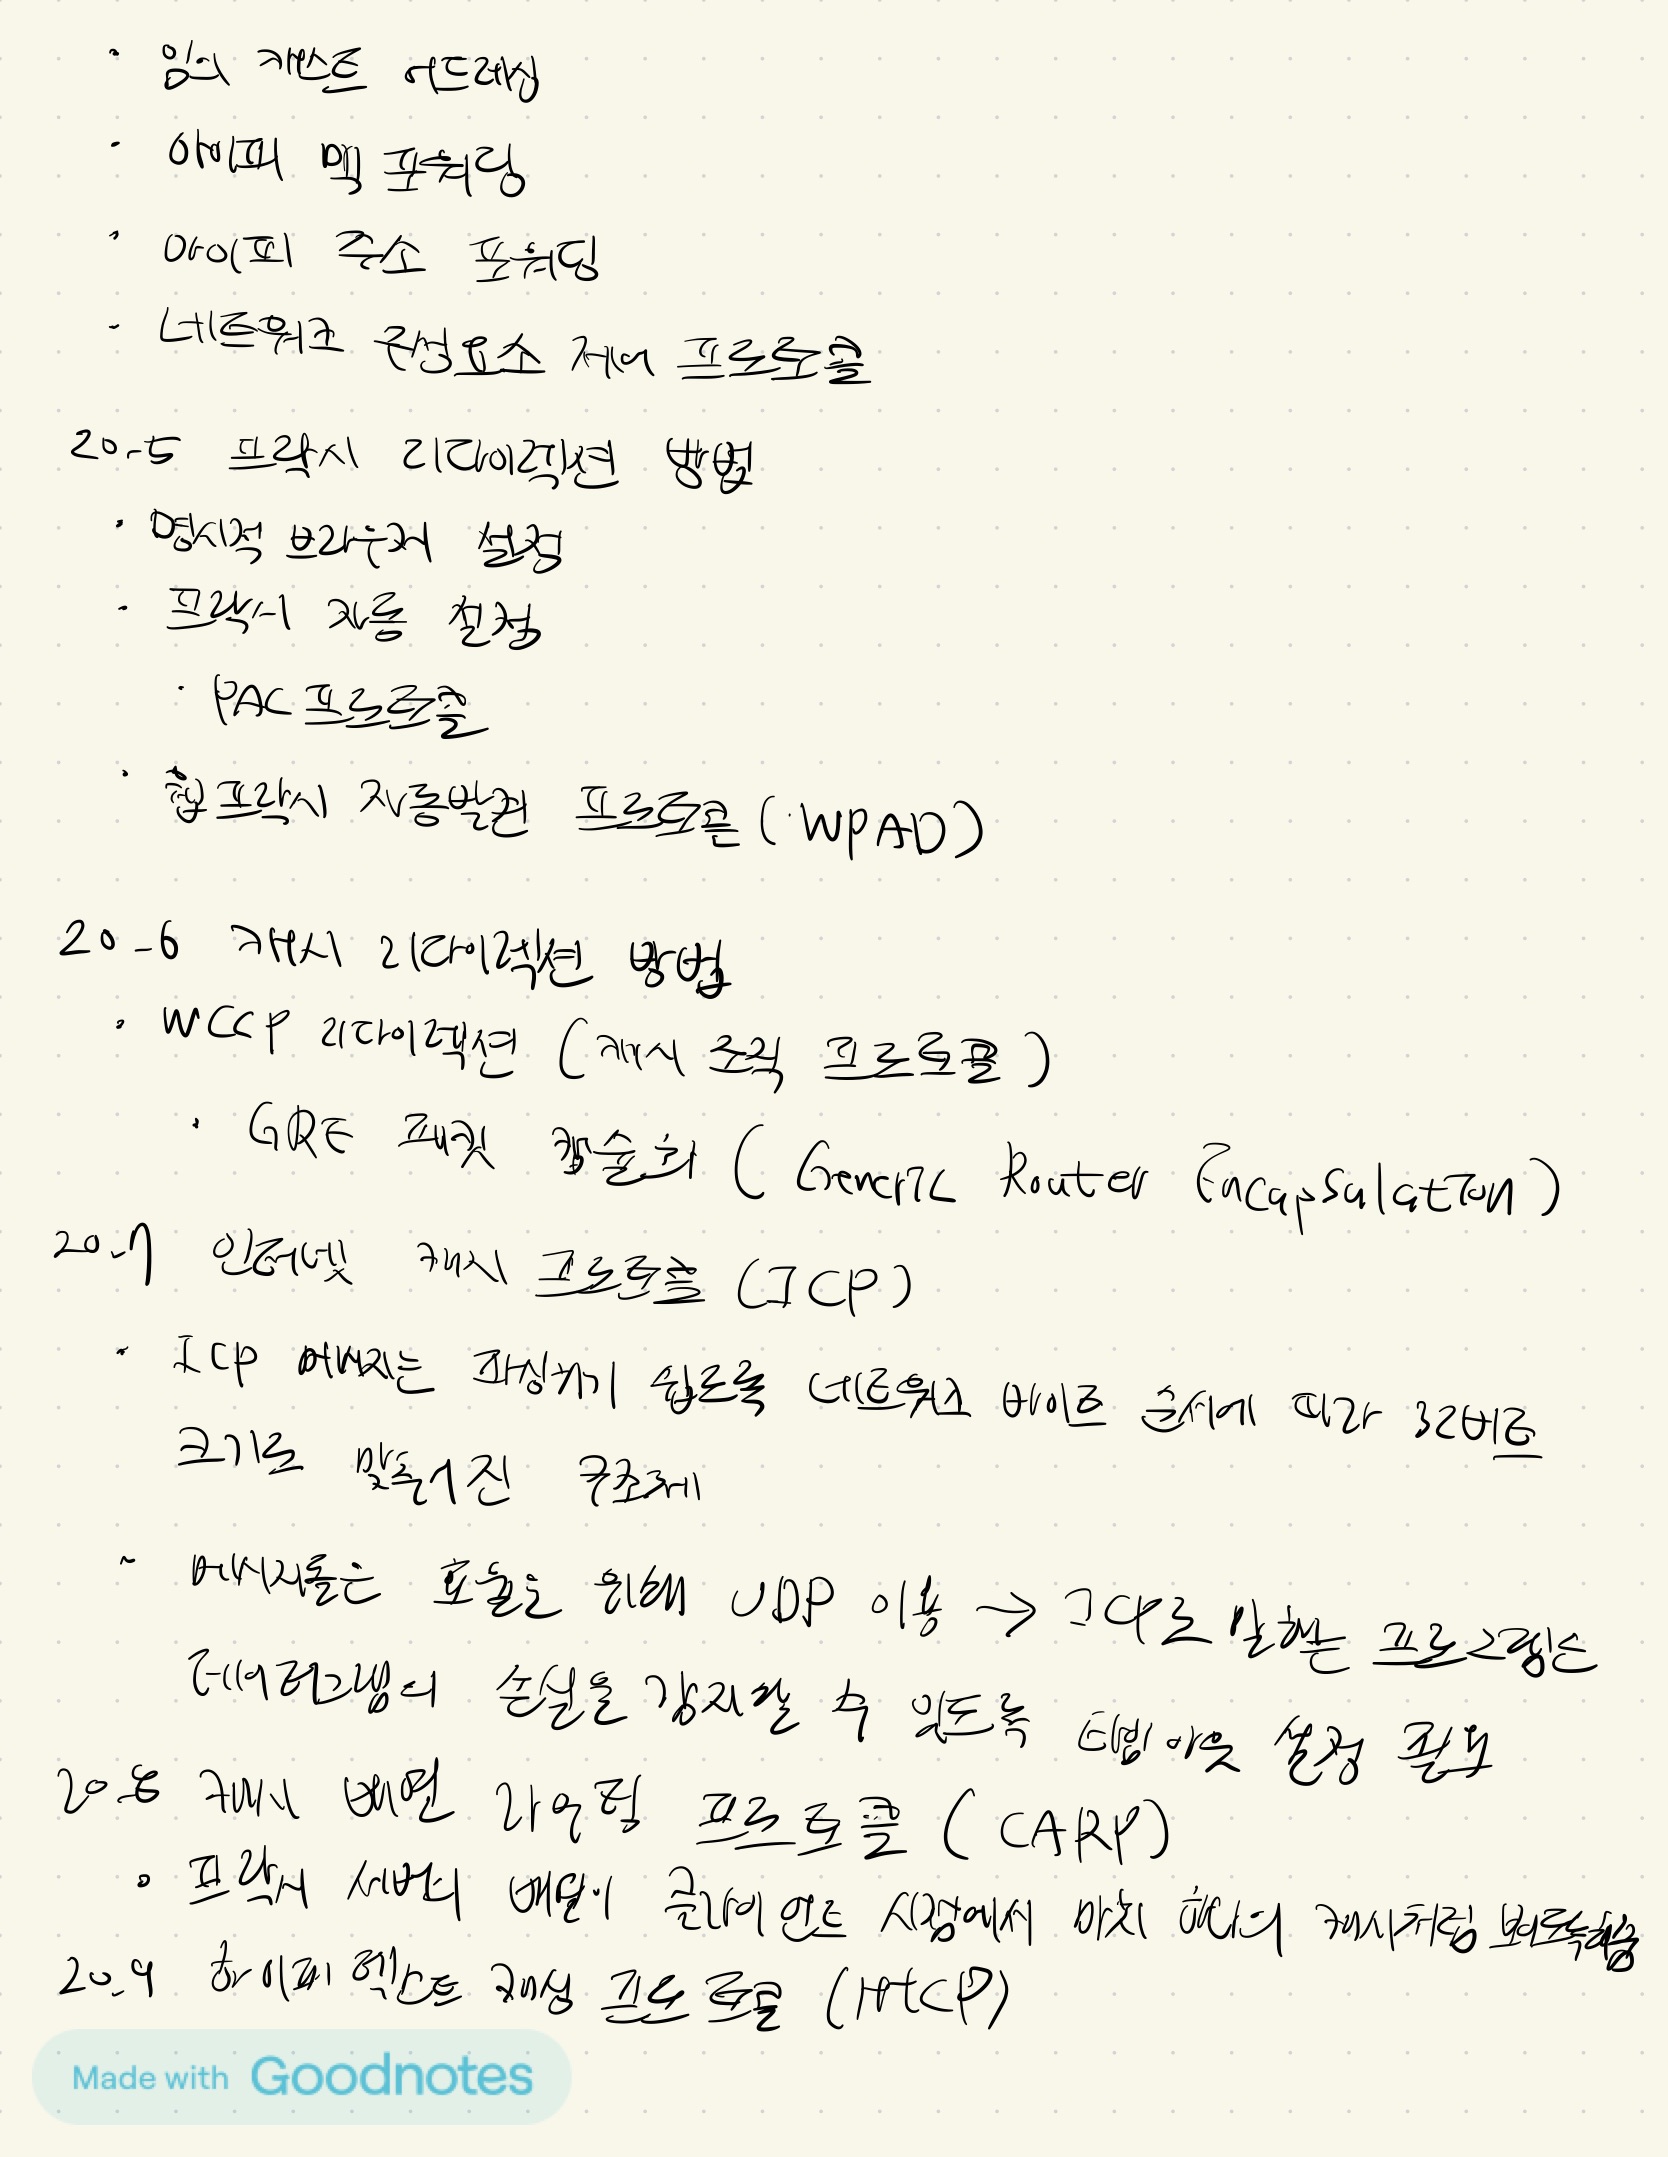 · 임의 캐스트 어드레싱
· 아이피 맥 포워딩
· 아이피 주소 포워딩
- 네트워크 구성요소 제어 프로토콜
20.5 프락시 리다이렉션 방법
· 명시적 브라우저 설정
· 프락시 자동 설정
· PAC 프로토콜
· 웹 프락시 자동발견 프로토콜 (WPAD)
20.6 캐시 리다이렉션 방법
· WCCP 리다이렉션 (캐시 조직 프로토콜)
· GRE 패킷 캡슐화 (Generic Router Encapsulation)
20.7 인터넷 캐시 프로토콜 (ICP)
- ICP 메시지는 파싱하기 쉽도록 네트워크 바이트 순서에 따라 32비트
크기로 맞추어진 구조체
~ 메시지들은 효율을 위해 UDP 이용 → ICP로 말하는 프로그램은
데이터그램의 손실을 감지할 수 있도록 타임아웃 설정 필요
20.8 캐시 배열 라우팅 프로토콜 (CARP)
· 프락시 서버의 배열이 클라이언트 시점에서 마치 하나의 캐시처럼 보이도록 해줌
20.9 하이퍼텍스트 캐싱 프로토콜 (HTCP)
Made with Goodnotes